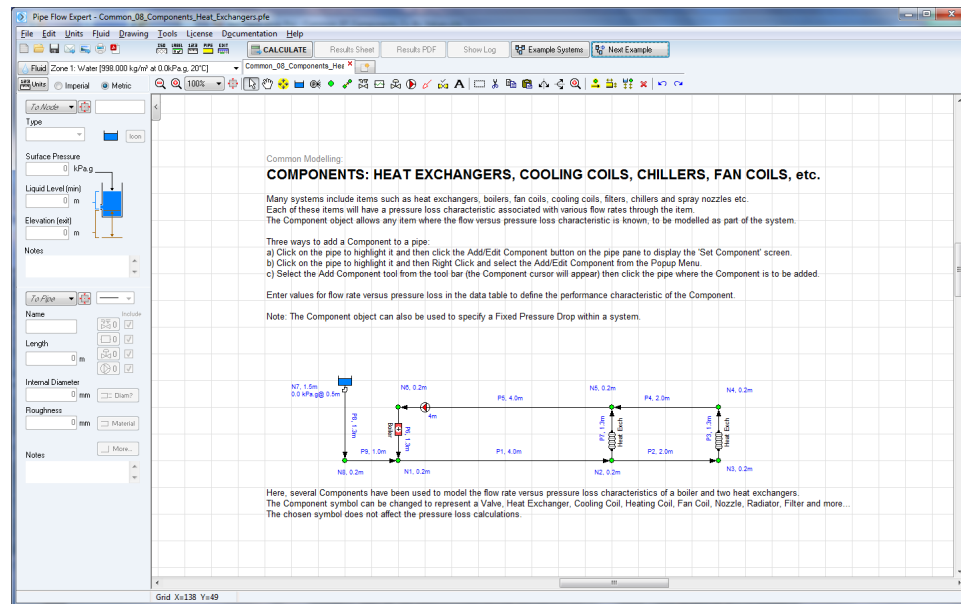 Pipe Flow Expert - Common_08_Components_Heat_Exchangers.pfe
File Edit Units Fluid Drawing Tools License Documentation Help
CALCULATE Results Sheet Results PDF Show Log Example Systems Next Example
Fluid Zone 1: Water (998.000 kg/m³ at 0.0kPa.g, 20°C) Common_08_Components_Hea
Units Imperial Metric 100% A
To Node
Type
Icon
Surface Pressure
0 kPa.g
Liquid Level (min)
0 m
Elevation (exit)
0 m
Notes
To Pipe
Name Include
0
Length 0
0 m 0
0
Internal Diameter
0 mm Diam?
Roughness
0 mm Material
More..
Notes
Common Modelling:
COMPONENTS: HEAT EXCHANGERS, COOLING COILS, CHILLERS, FAN COILS, etc.
Many systems include items such as heat exchangers, boilers, fan coils, cooling coils, filters, chillers and spray nozzles etc.
Each of these items will have a pressure loss characteristic associated with various flow rates through the item.
The Component object allows any item where the flow versus pressure loss characteristic is known, to be modelled as part of the system.
Three ways to add a Component to a pipe:
a) Click on the pipe to highlight it and then click the Add/Edit Component button on the pipe pane to display the 'Set Component' screen.
b) Click on the pipe to highlight it and then Right Click and select the Add/Edit Component from the Popup Menu.
c) Select the Add Component tool from the tool bar (the Component cursor will appear) then click the pipe where the Component is to be added.
Enter values for flow rate versus pressure loss in the data table to define the performance characteristic of the Component.
Note: The Component object can also be used to specify a Fixed Pressure Drop within a system.
N7, 1.5m
0.0 kPa.g@ 0.5m
N6, 0.2m
P5, 4.0m
N5, 0.2m
P4, 2.0m
N4, 0.2m
4m
P8, 1.3m
Boiler
P6, 1.3m
P7, 1.3m
Heat Exch
P3, 1.3m
Heat Exch
P9, 1.0m
P1, 4.0m
P2, 2.0m
N8, 0.2m
N1, 0.2m
N2, 0.2m
N3, 0.2m
Here, several Components have been used to model the flow rate versus pressure loss characteristics of a boiler and two heat exchangers.
The Component symbol can be changed to represent a Valve, Heat Exchanger, Cooling Coil, Heating Coil, Fan Coil, Nozzle, Radiator, Filter and more...
The chosen symbol does not affect the pressure loss calculations.
Grid X=138 Y=49